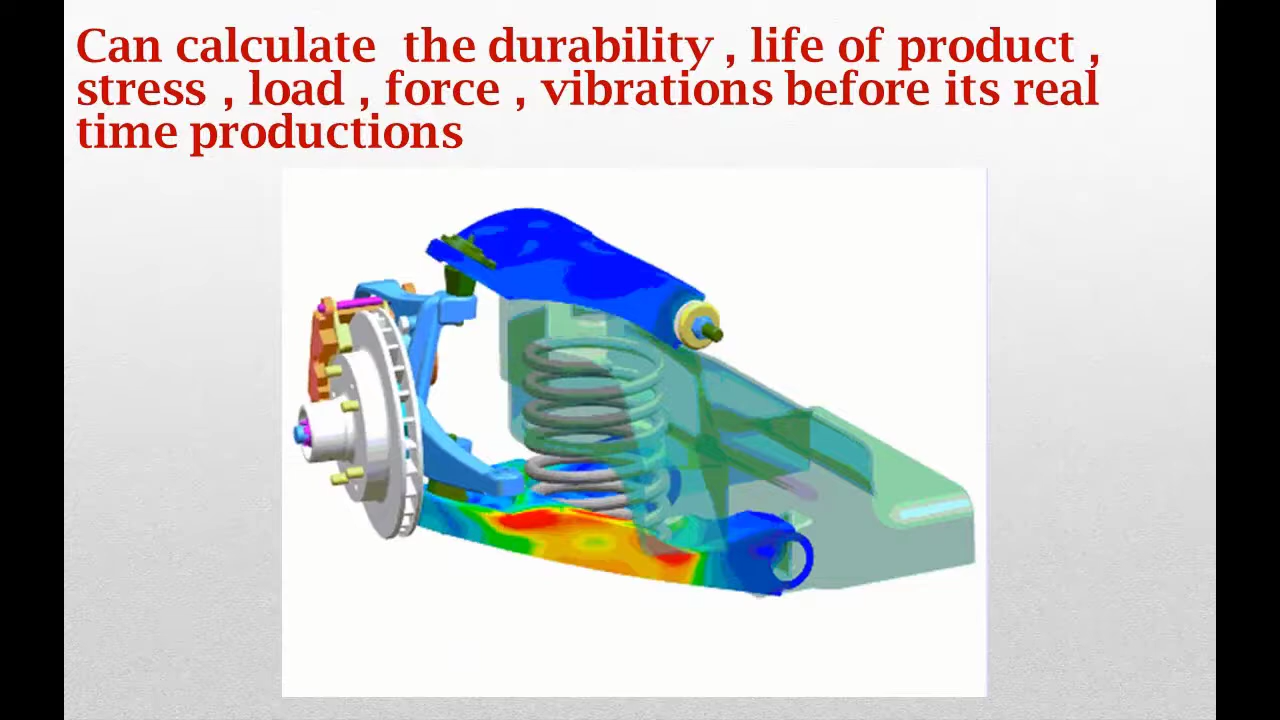 Can calculate  the durability , life of product ,
stress , load , force , vibrations before its real
time productions